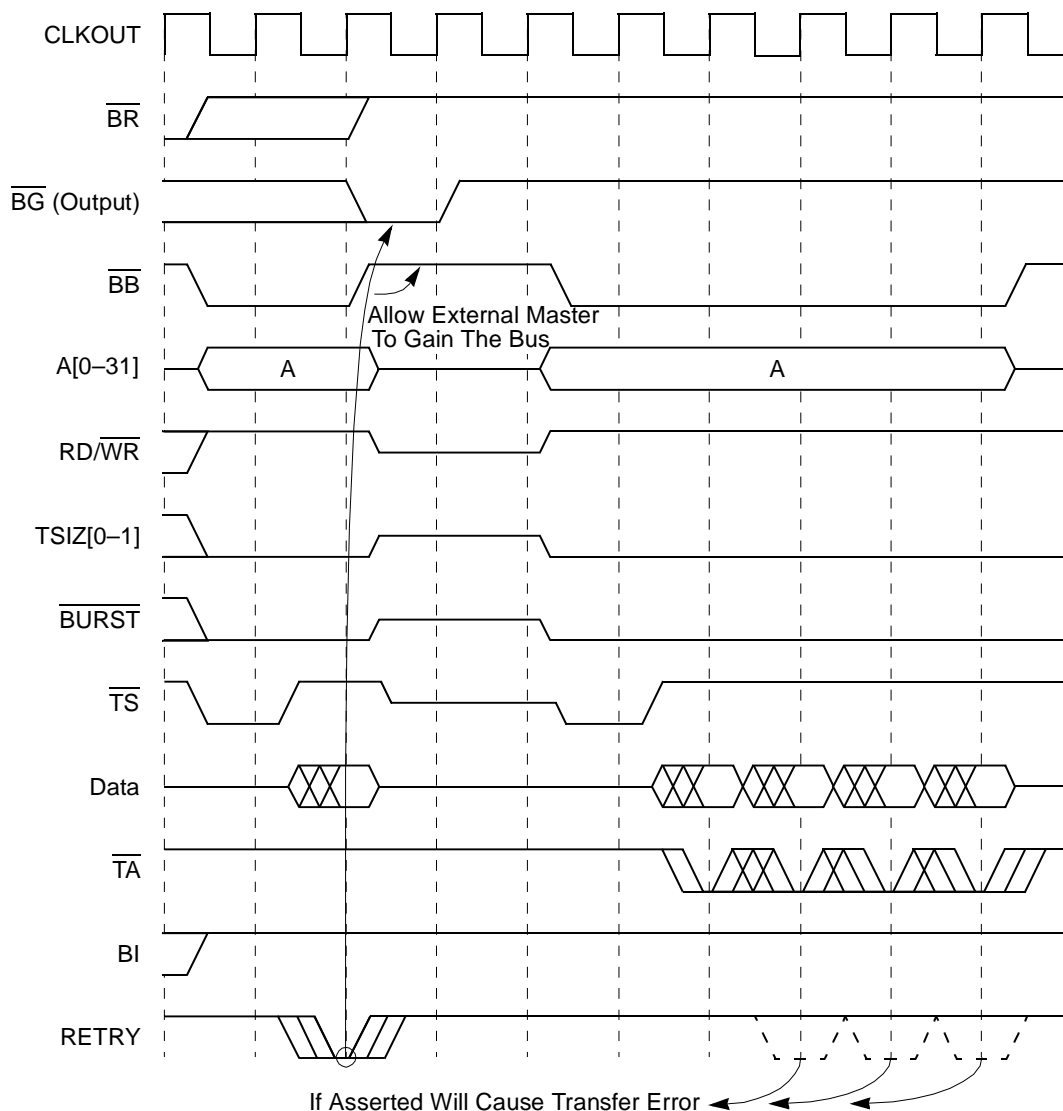 CLKOUT
BR
BG (Output)
BB
Allow External Master
To Gain The Bus
A[0–31]
A
A
RD/WR
TSIZ[0–1]
BURST
TS
Data
TA
BI
RETRY
If Asserted Will Cause Transfer Error